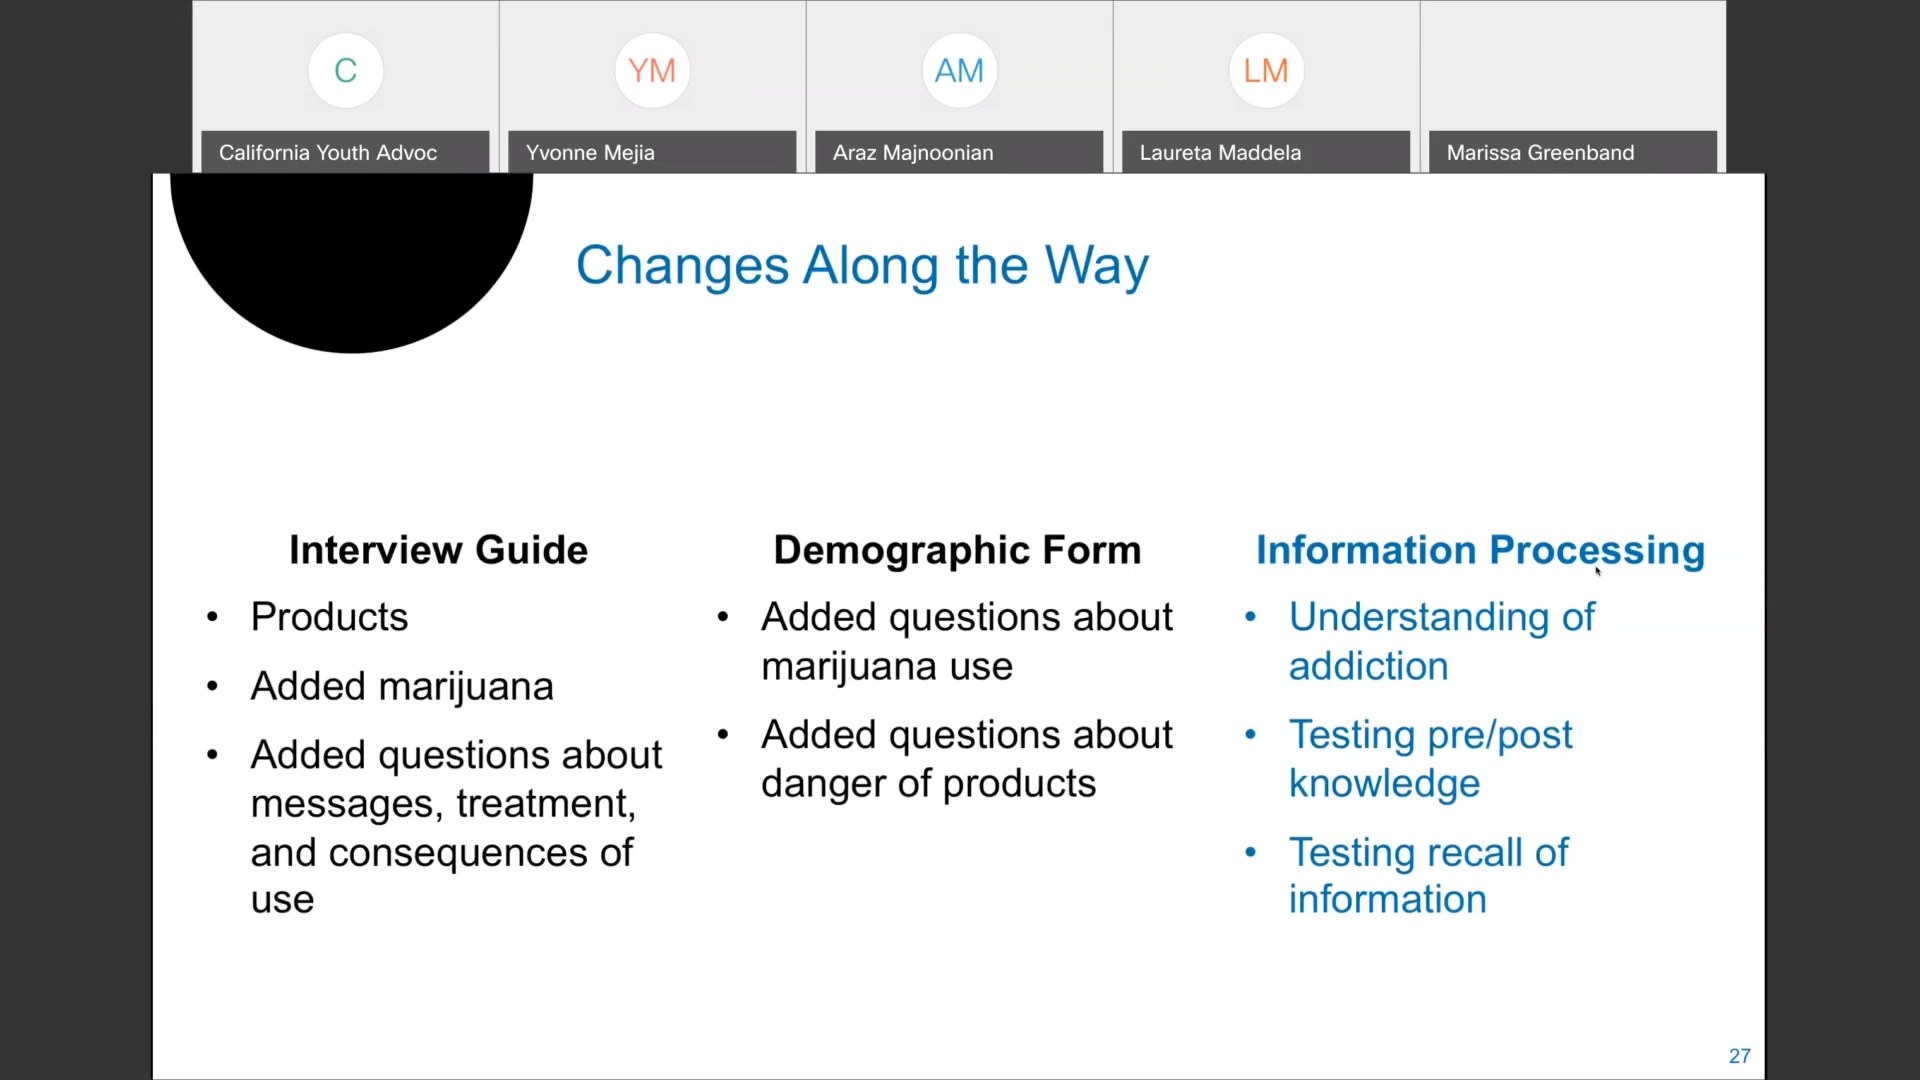 C
YM
AM
LM
California Youth Advoc
Yvonne Mejia
Araz Majnoonian
Laureta Maddela
Marissa Greenband
Changes Along the Way
Interview Guide
• Products
• Added marijuana
• Added questions about
messages, treatment,
and consequences of
use
Demographic Form
• Added questions about
marijuana use
• Added questions about
danger of products
Information Processing
• Understanding of
addiction
• Testing pre/post
knowledge
• Testing recall of
information
27